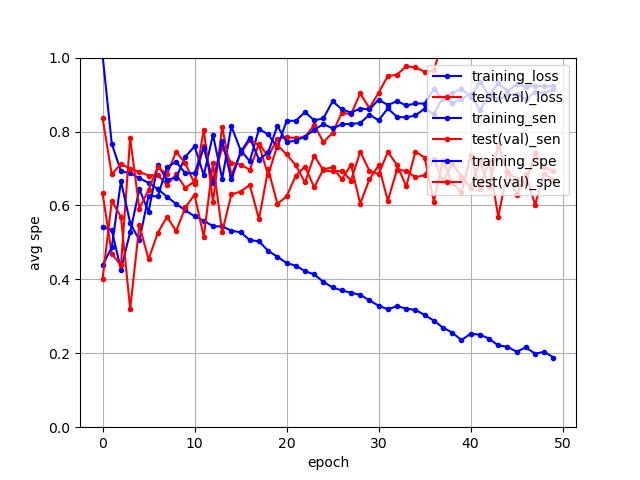 1.0
0.8
0.6
0.4
0.2
0.0
avg spe
training_loss
test(val)_loss
training_sen
test(val)_sen
training_spe
test(val)_spe
0 10 20 30 40 50
epoch